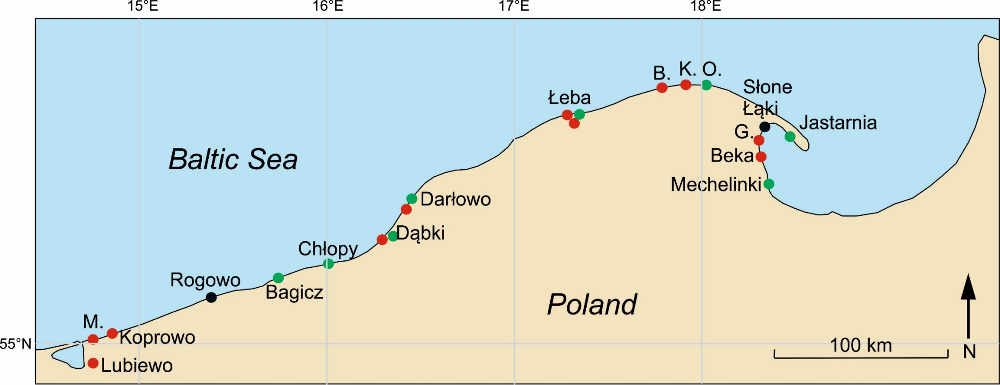 15°E 16°E 17°E 18°E
B. K. O.
Słone
Łąki
Łeba
Jastarnia
G.
Beka
Baltic Sea
Mechelinki
Darłowo
Dąbki
Chłopy
Rogowo
Bagicz
Poland
M.
Koprowo
55°N
100 km
N
Lubiewo